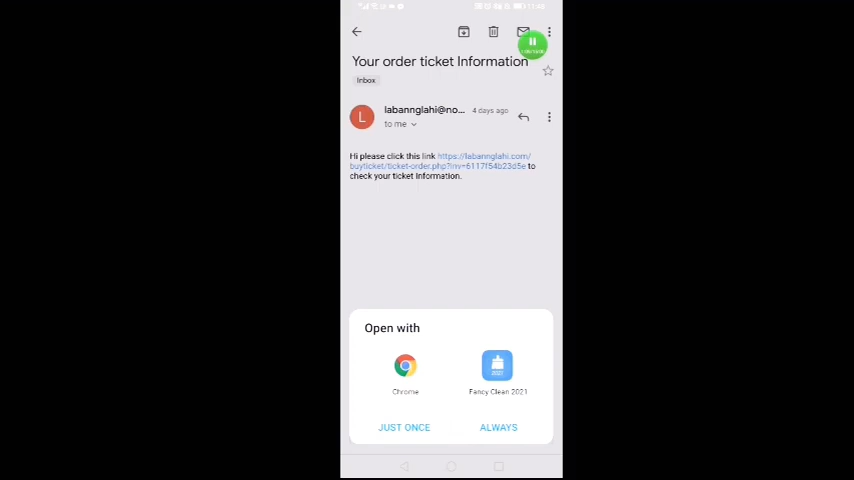 Your order ticket Information
Inbox
L
labannglahi@no... 4 days ago
to me
Hi please click this link https://labannglahi.com/
buyticket/ticket-order.php?inv=6117f54b23d5e to
check your ticket Information.
Open with
Chrome
2021
Fancy Clean 2021
JUST ONCE
ALWAYS